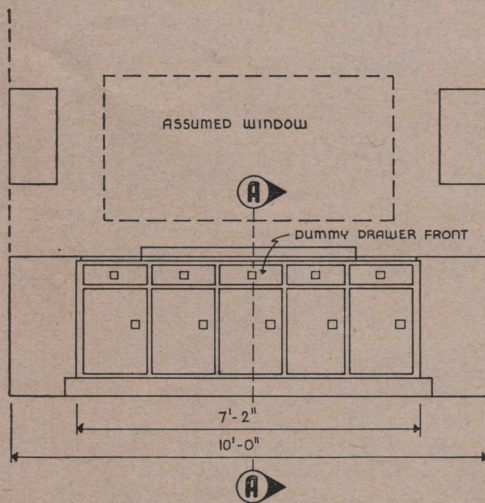 ASSUMED WINDOW
A
DUMMY DRAWER FRONT
7'-2"
10'-0"
A